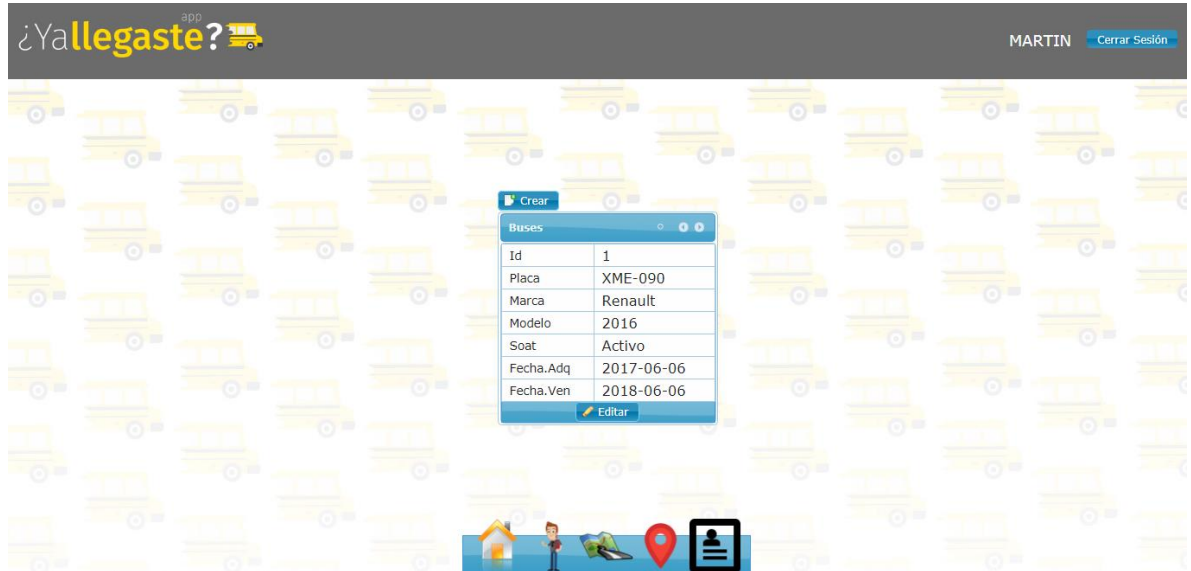 app
¿Yallegaste?
MARTIN Cerrar Sesión
Crear
Buses
Id 1
Placa XME-090
Marca Renault
Modelo 2016
Soat Activo
Fecha.Adq 2017-06-06
Fecha.Ven 2018-06-06
Editar